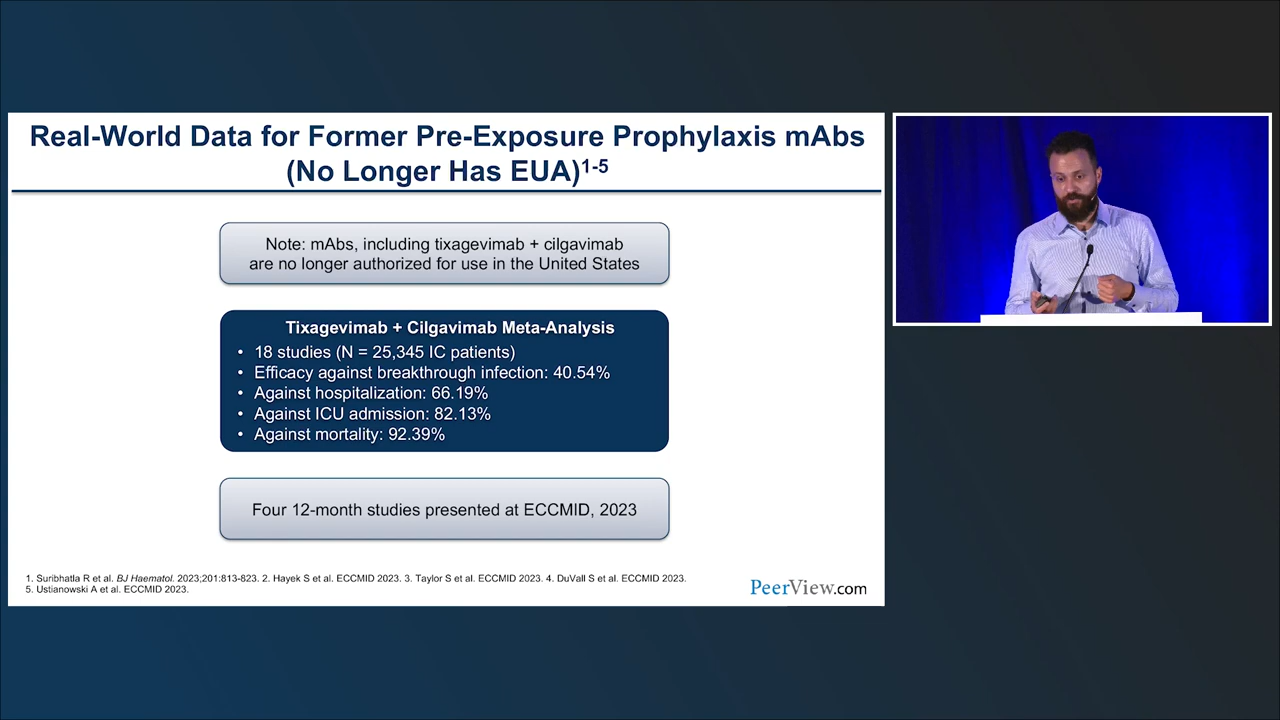 Real-World Data for Former Pre-Exposure Prophylaxis mAbs
(No Longer Has EUA)1-5
Note: mAbs, including tixagevimab + cilgavimab
are no longer authorized for use in the United States
Tixagevimab + Cilgavimab Meta-Analysis
• 18 studies (N = 25,345 IC patients)
• Efficacy against breakthrough infection: 40.54%
• Against hospitalization: 66.19%
• Against ICU admission: 82.13%
• Against mortality: 92.39%
Four 12-month studies presented at ECCMID, 2023
1. Suribhatla R et al. BJ Haematol. 2023;201:813-823. 2. Hayek S et al. ECCMID 2023. 3. Taylor S et al. ECCMID 2023. 4. DuVall S et al. ECCMID 2023.
5. Ustianowski A et al. ECCMID 2023.
PeerView.com